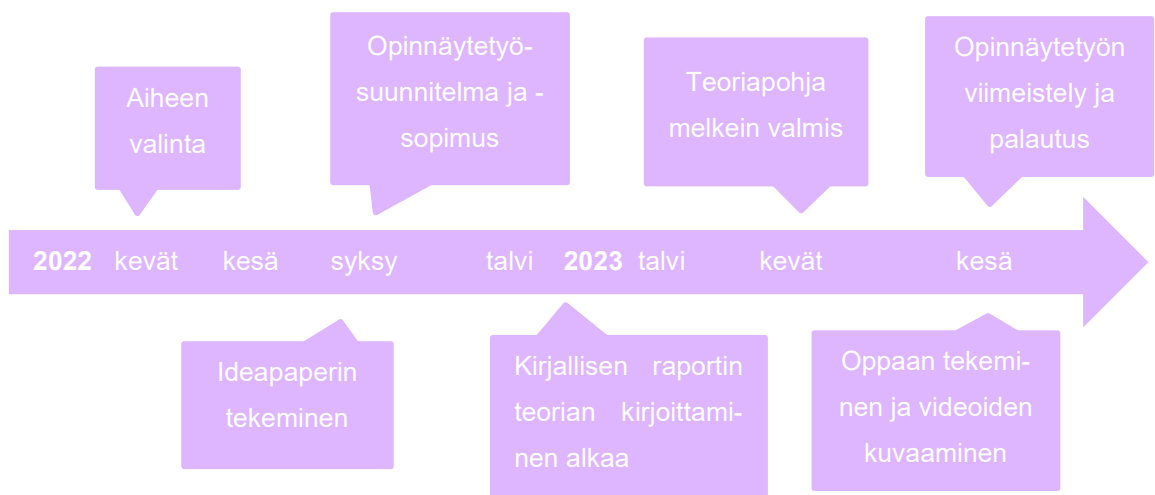 Aiheen
valinta
Opinnäytetyö-
suunnitelma ja -
sopimus
Teoriapohja
melkein valmis
Opinnäytetyön
viimeistely ja
palautus
2022 kevät kesä syksy talvi 2023 talvi kevät kesä
Ideapaperin
tekeminen
Kirjallisen raportin
teorian kirjoittami-
nen alkaa
Oppaan tekemi-
nen ja videoiden
kuvaaminen